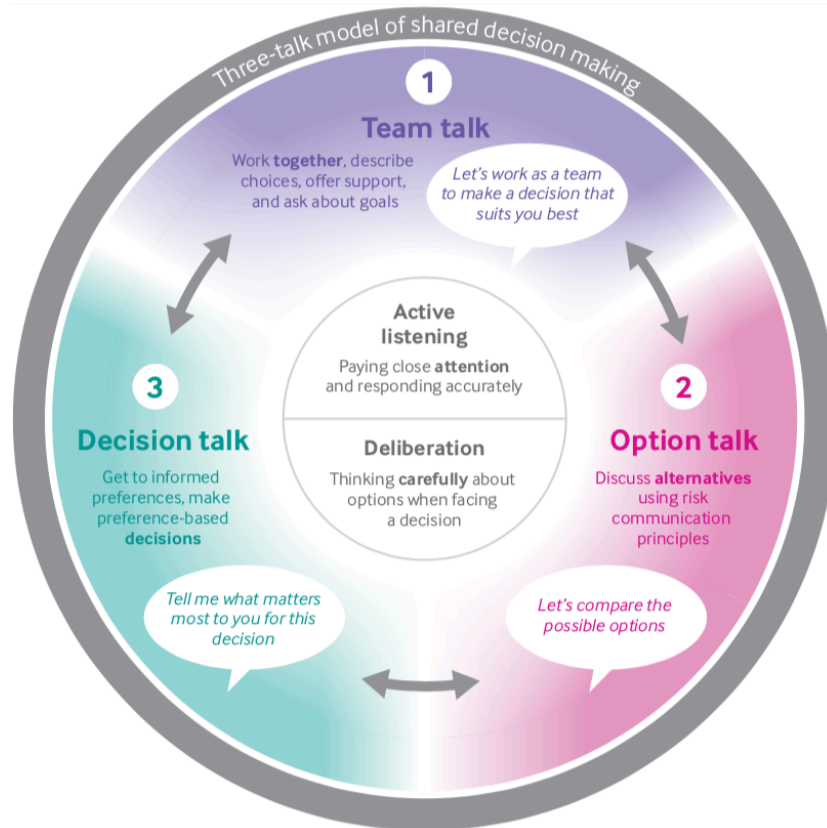 Three-talk model of shared decision making
1
Team talk
Work together, describe
choices, offer support,
and ask about goals
Let's work as a team
to make a decision that
suits you best
Active
listening
Paying close attention
and responding accurately
Deliberation
Thinking carefully about
options when facing
a decision
2
Option talk
Discuss alternatives
using risk
communication
principles
Let's compare the
possible options
3
Decision talk
Get to informed
preferences, make
preference-based
decisions
Tell me what matters
most to you for this
decision